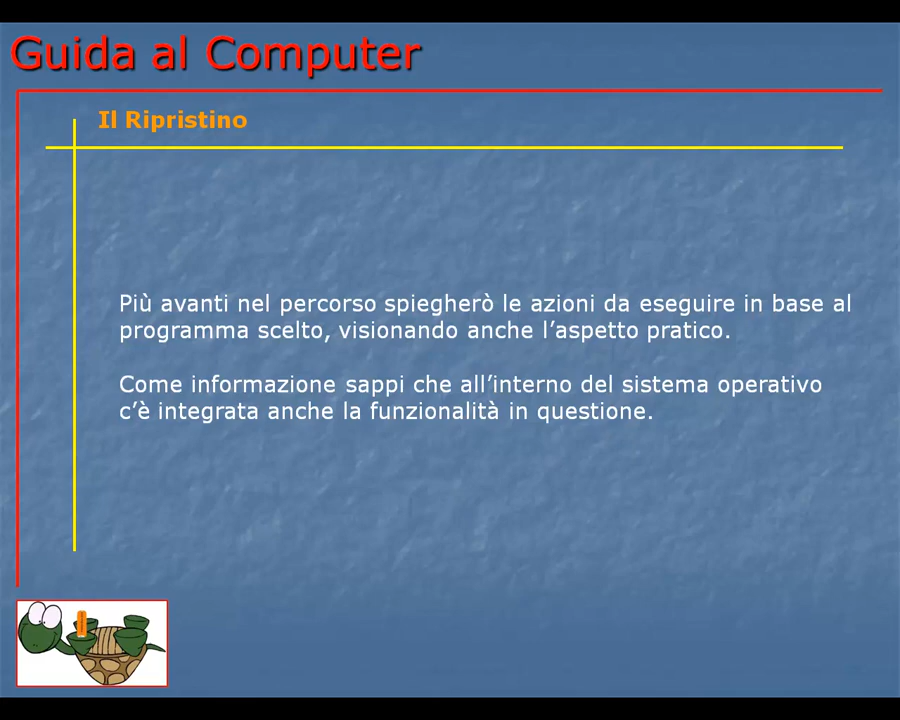 Guida al Computer
Il Ripristino
Più avanti nel percorso spiegherò le azioni da eseguire in base al
programma scelto, visionando anche l’aspetto pratico.
Come informazione sappi che all’interno del sistema operativo
c’è integrata anche la funzionalità in questione.